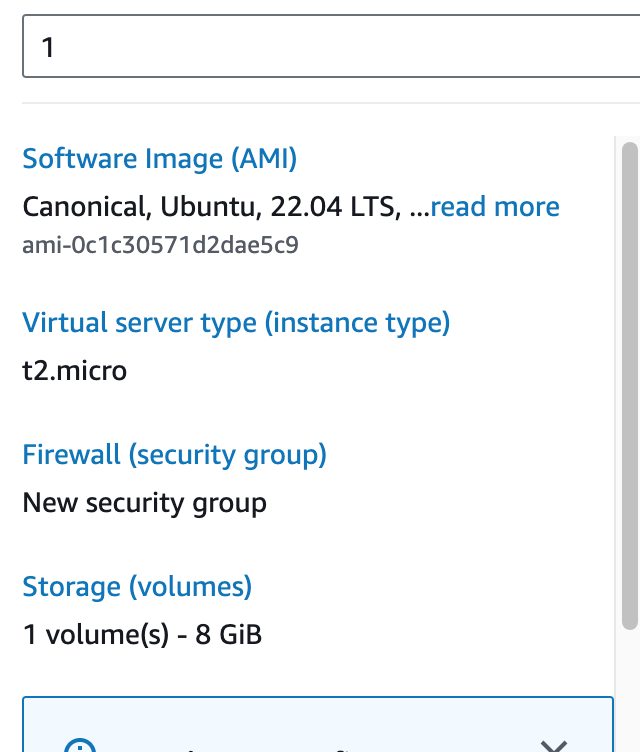 1
Software Image (AMI)
Canonical, Ubuntu, 22.04 LTS, ...read more
ami-0c1c30571d2dae5c9
Virtual server type (instance type)
t2.micro
Firewall (security group)
New security group
Storage (volumes)
1 volume(s) - 8 GiB